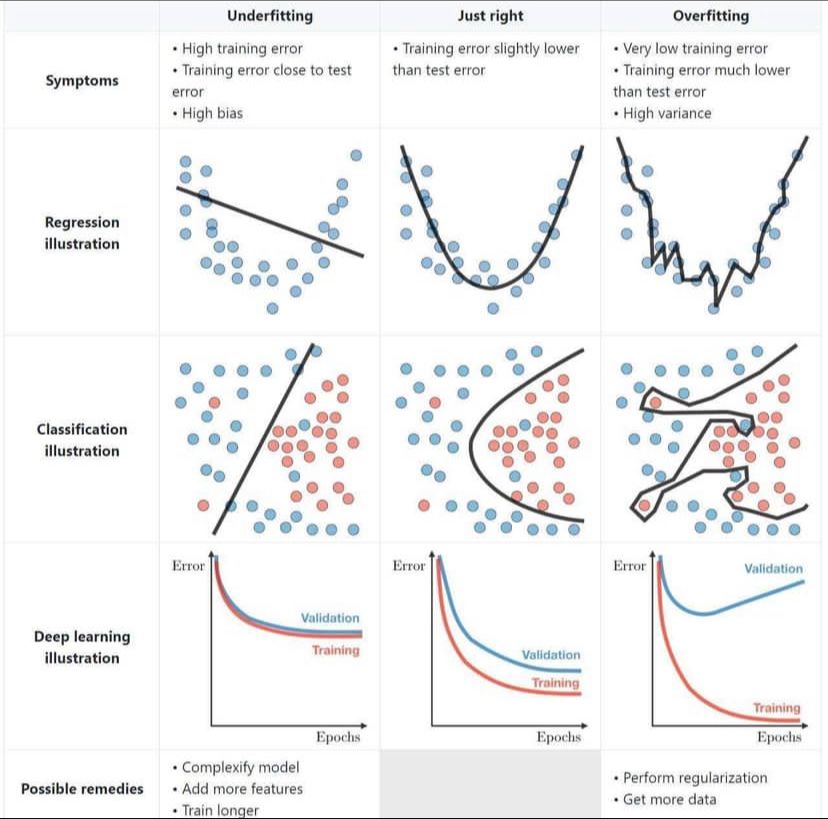 Underfitting
Just right
Overfitting
Symptoms
• High training error
• Training error close to test
error
• High bias
• Training error slightly lower
than test error
• Very low training error
• Training error much lower
than test error
• High variance
Regression
illustration
Classification
illustration
Deep learning
illustration
Error
Validation
Training
Epochs
Error
Validation
Training
Epochs
Error
Validation
Training
Epochs
Possible remedies
• Complexify model
• Add more features
• Train longer
• Perform regularization
• Get more data